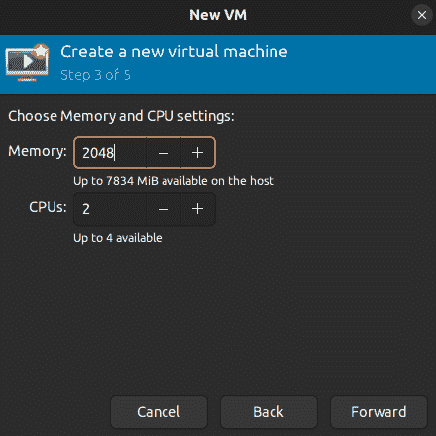 New VM
Create a new virtual machine
Step 3 of 5
Choose Memory and CPU settings:
Memory: 2048
Up to 7834 MiB available on the host
CPUs: 2
Up to 4 available
Cancel Back Forward